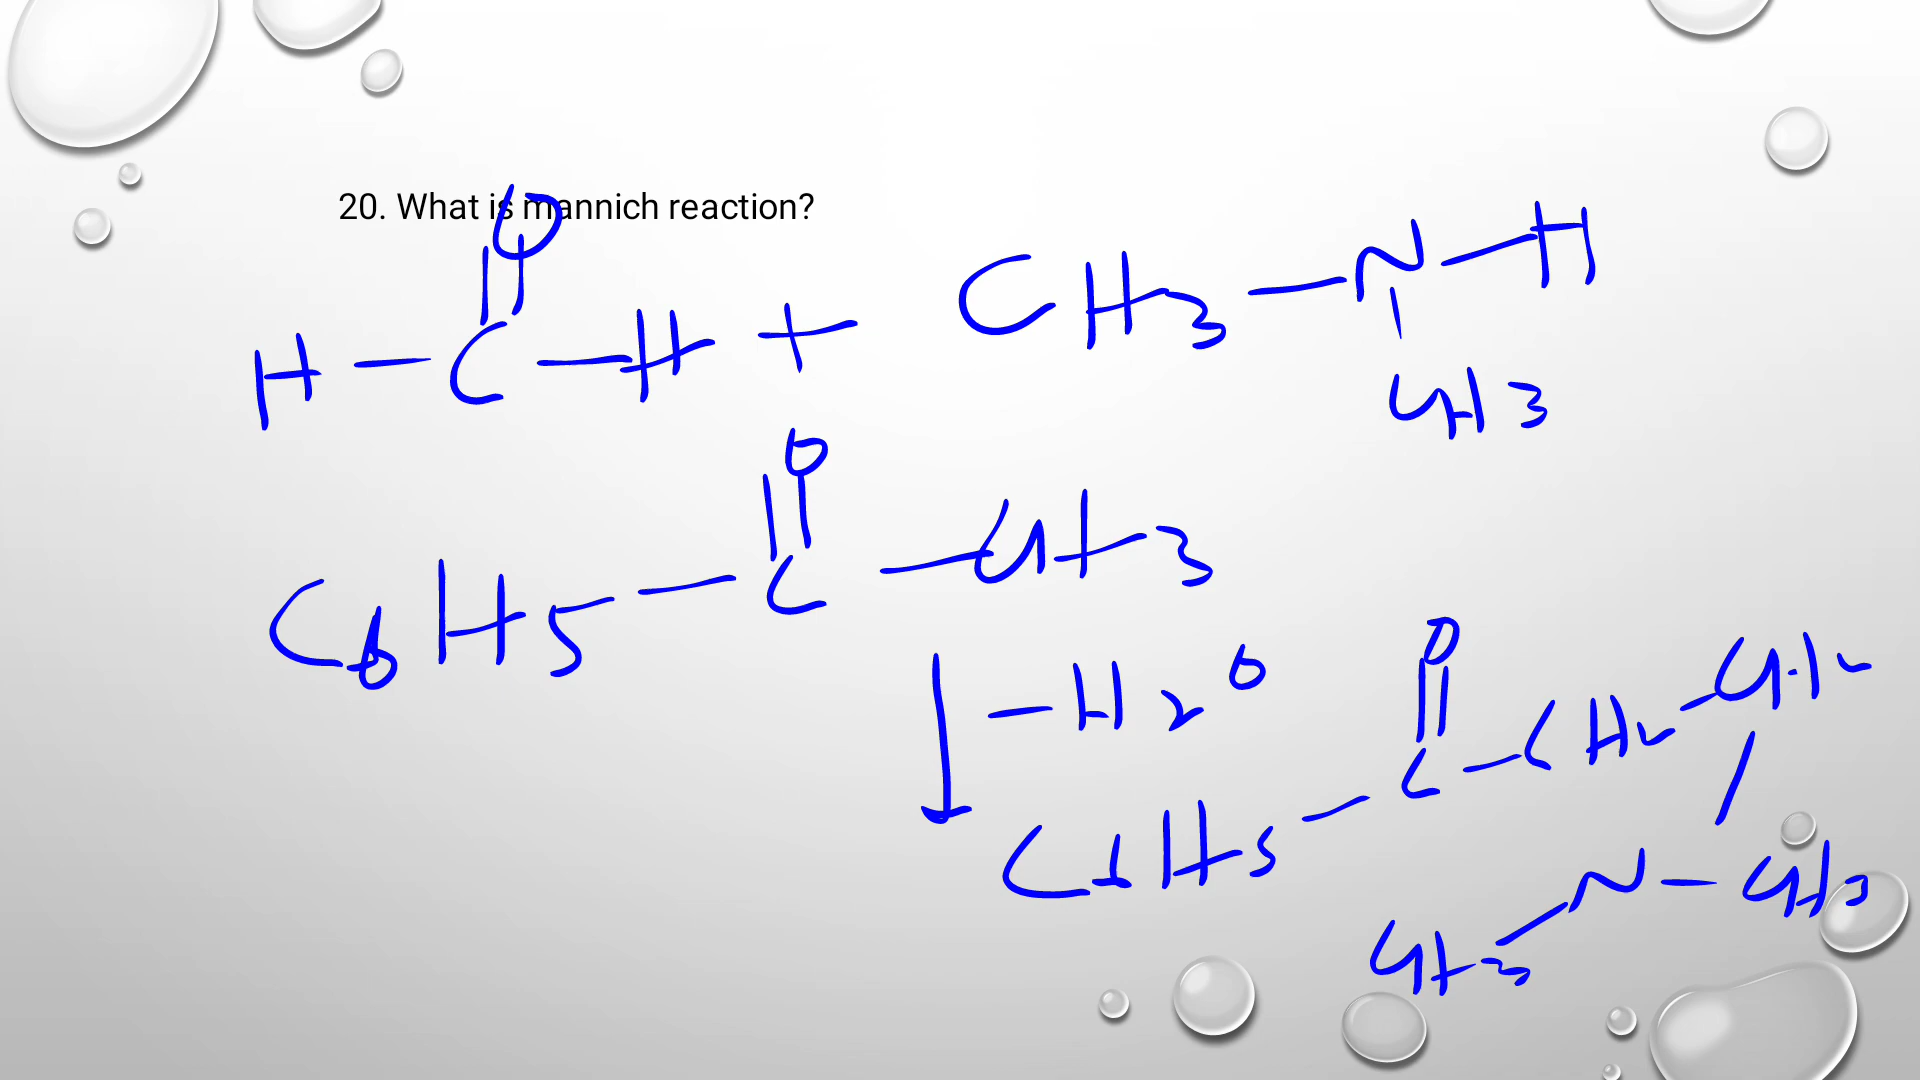 20. What is mannich reaction?
O
H - C - H + CH3 - N - H
CH3
O
C6H5 - C - CH3
- H2O
O
C6H5 - C - CH2 - CH2
CH3 - N - CH3